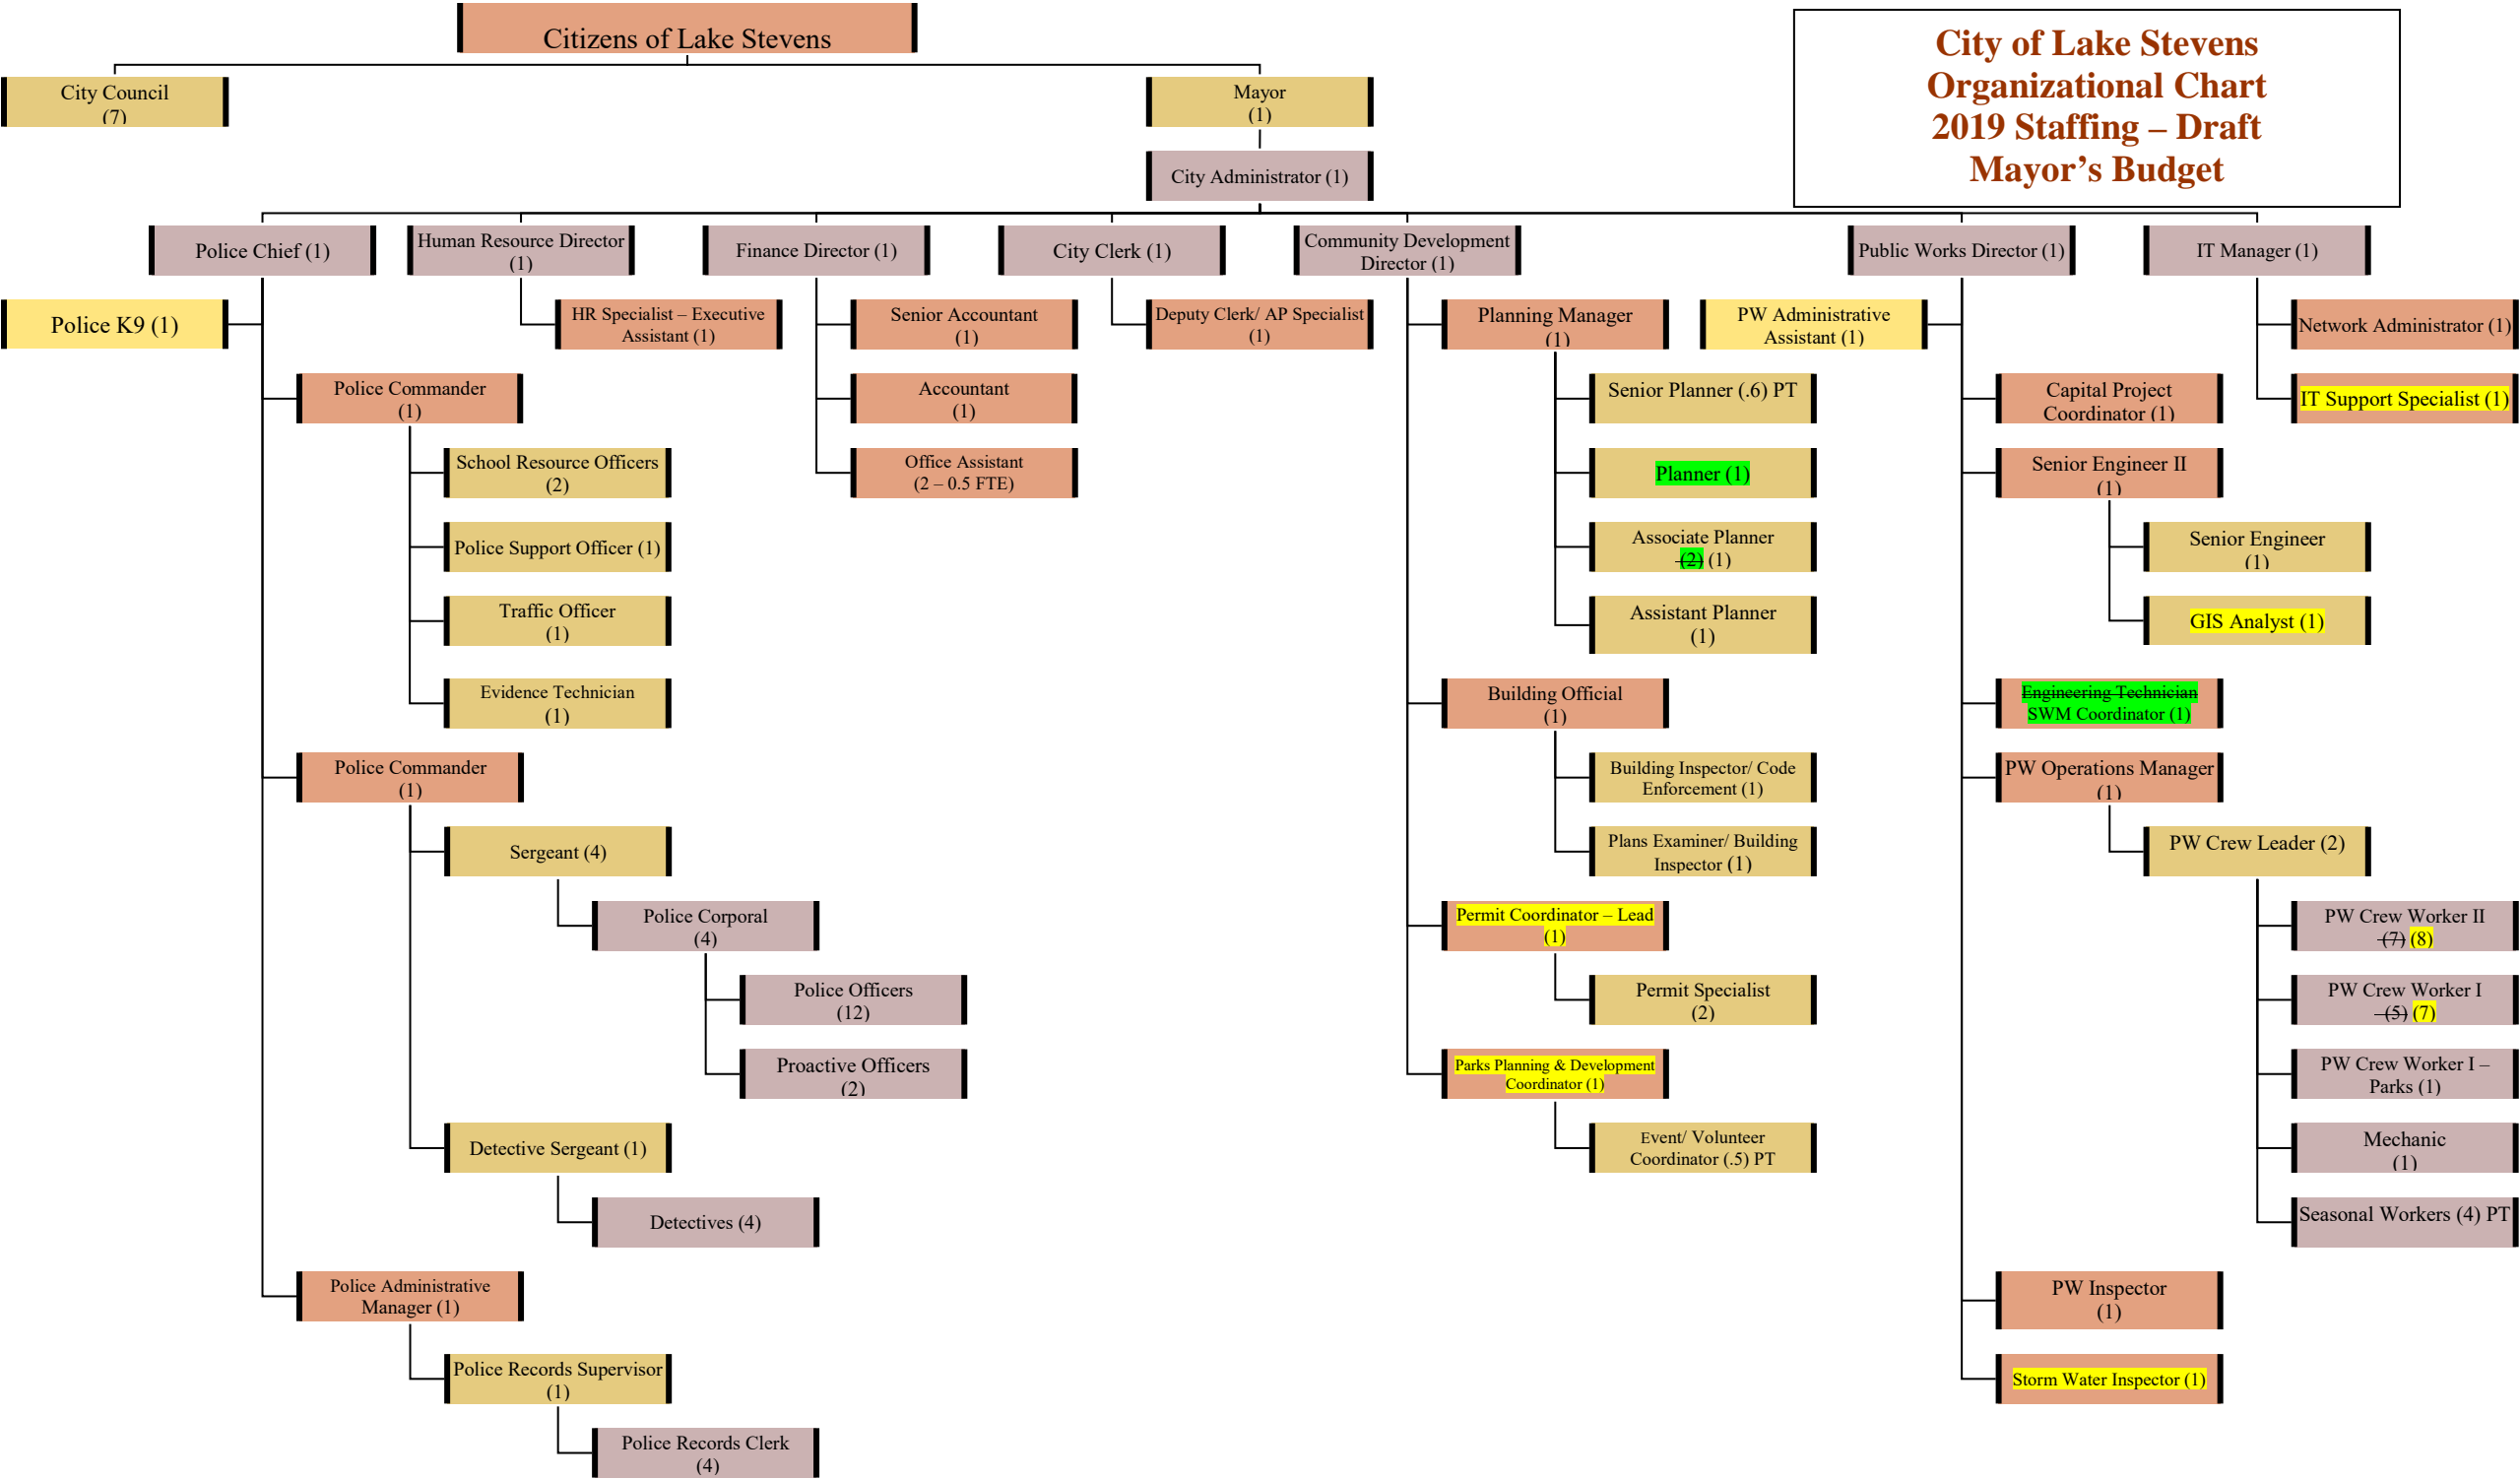 Citizens of Lake Stevens
City of Lake Stevens
Organizational Chart
2019 Staffing – Draft
Mayor's Budget
City Council
(7)
Mayor
(1)
City Administrator (1)
Police Chief (1)
Human Resource Director
(1)
Finance Director (1)
City Clerk (1)
Community Development
Director (1)
Public Works Director (1)
IT Manager (1)
Police K9 (1)
HR Specialist – Executive
Assistant (1)
Senior Accountant
(1)
Deputy Clerk/ AP Specialist
(1)
Planning Manager
(1)
PW Administrative
Assistant (1)
Network Administrator (1)
Police Commander
(1)
Accountant
(1)
Senior Planner (.6) PT
Capital Project
Coordinator (1)
IT Support Specialist (1)
School Resource Officers
(2)
Office Assistant
(2 – 0.5 FTE)
Planner (1)
Senior Engineer II
(1)
Police Support Officer (1)
Associate Planner
(2) (1)
Senior Engineer
(1)
Traffic Officer
(1)
Assistant Planner
(1)
GIS Analyst (1)
Evidence Technician
(1)
Building Official
(1)
Engineering Technician
SWM Coordinator (1)
Police Commander
(1)
Building Inspector/ Code
Enforcement (1)
PW Operations Manager
(1)
Sergeant (4)
Plans Examiner/ Building
Inspector (1)
PW Crew Leader (2)
Police Corporal
(4)
Permit Coordinator – Lead
(1)
PW Crew Worker II
(7) (8)
Police Officers
(12)
Permit Specialist
(2)
PW Crew Worker I
(5) (7)
Proactive Officers
(2)
Parks Planning & Development
Coordinator (1)
PW Crew Worker I –
Parks (1)
Detective Sergeant (1)
Event/ Volunteer
Coordinator (.5) PT
Mechanic
(1)
Detectives (4)
Seasonal Workers (4) PT
Police Administrative
Manager (1)
PW Inspector
(1)
Police Records Supervisor
(1)
Storm Water Inspector (1)
Police Records Clerk
(4)